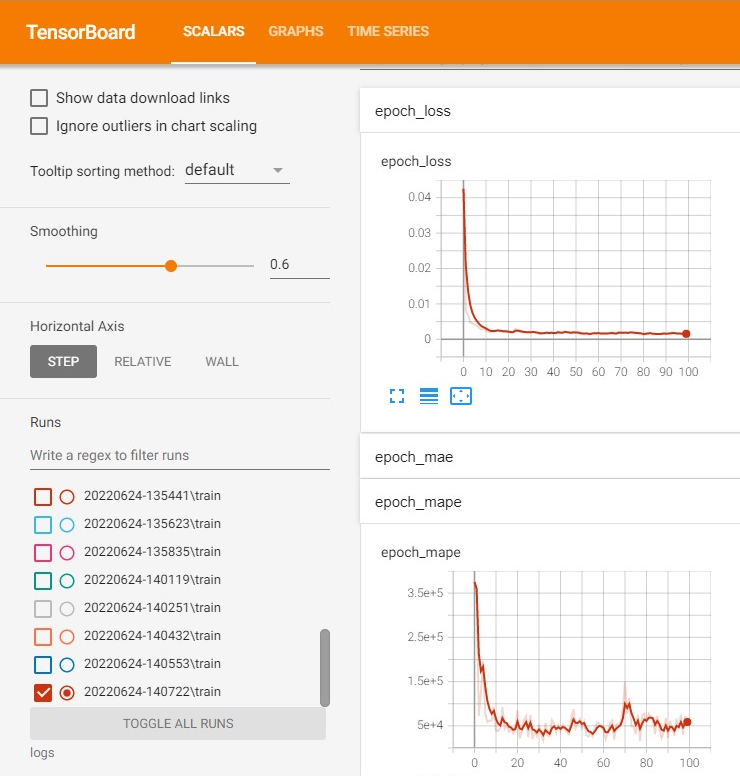 TensorBoard SCALARS GRAPHS TIME SERIES
Show data download links
Ignore outliers in chart scaling
Tooltip sorting method: default
Smoothing
0.6
Horizontal Axis
STEP RELATIVE WALL
Runs
Write a regex to filter runs
20220624-135441\train
20220624-135623\train
20220624-135835\train
20220624-140119\train
20220624-140251\train
20220624-140432\train
20220624-140553\train
20220624-140722\train
TOGGLE ALL RUNS
logs
epoch_loss
epoch_loss
0.04
0.03
0.02
0.01
0
0 10 20 30 40 50 60 70 80 90 100
epoch_mae
epoch_mape
epoch_mape
3.5e+5
2.5e+5
1.5e+5
5e+4
0 20 40 60 80 100